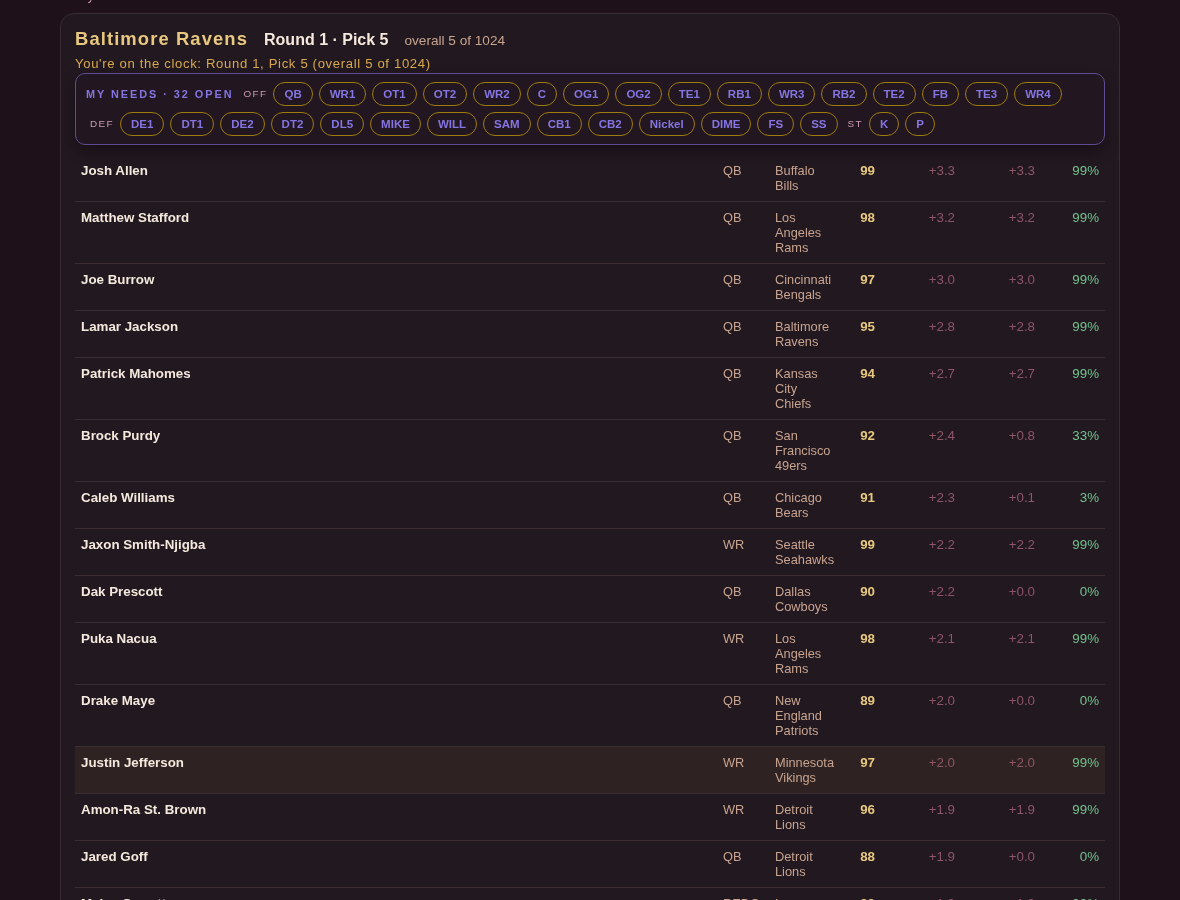 Baltimore Ravens Round 1 · Pick 5 overall 5 of 1024
You're on the clock: Round 1, Pick 5 (overall 5 of 1024)
MY NEEDS · 32 OPEN OFF QB WR1 OT1 OT2 WR2 C OG1 OG2 TE1 RB1 WR3 RB2 TE2 FB TE3 WR4
DEF DE1 DT1 DE2 DT2 DL5 MIKE WILL SAM CB1 CB2 Nickel DIME FS SS ST K P
Josh Allen QB Buffalo 99 +3.3 +3.3 99%
Bills
Matthew Stafford QB Los 98 +3.2 +3.2 99%
Angeles
Rams
Joe Burrow QB Cincinnati 97 +3.0 +3.0 99%
Bengals
Lamar Jackson QB Baltimore 95 +2.8 +2.8 99%
Ravens
Patrick Mahomes QB Kansas 94 +2.7 +2.7 99%
City
Chiefs
Brock Purdy QB San 92 +2.4 +0.8 33%
Francisco
49ers
Caleb Williams QB Chicago 91 +2.3 +0.1 3%
Bears
Jaxon Smith-Njigba WR Seattle 99 +2.2 +2.2 99%
Seahawks
Dak Prescott QB Dallas 90 +2.2 +0.0 0%
Cowboys
Puka Nacua WR Los 98 +2.1 +2.1 99%
Angeles
Rams
Drake Maye QB New 89 +2.0 +0.0 0%
England
Patriots
Justin Jefferson WR Minnesota 97 +2.0 +2.0 99%
Vikings
Amon-Ra St. Brown WR Detroit 96 +1.9 +1.9 99%
Lions
Jared Goff QB Detroit 88 +1.9 +0.0 0%
Lions